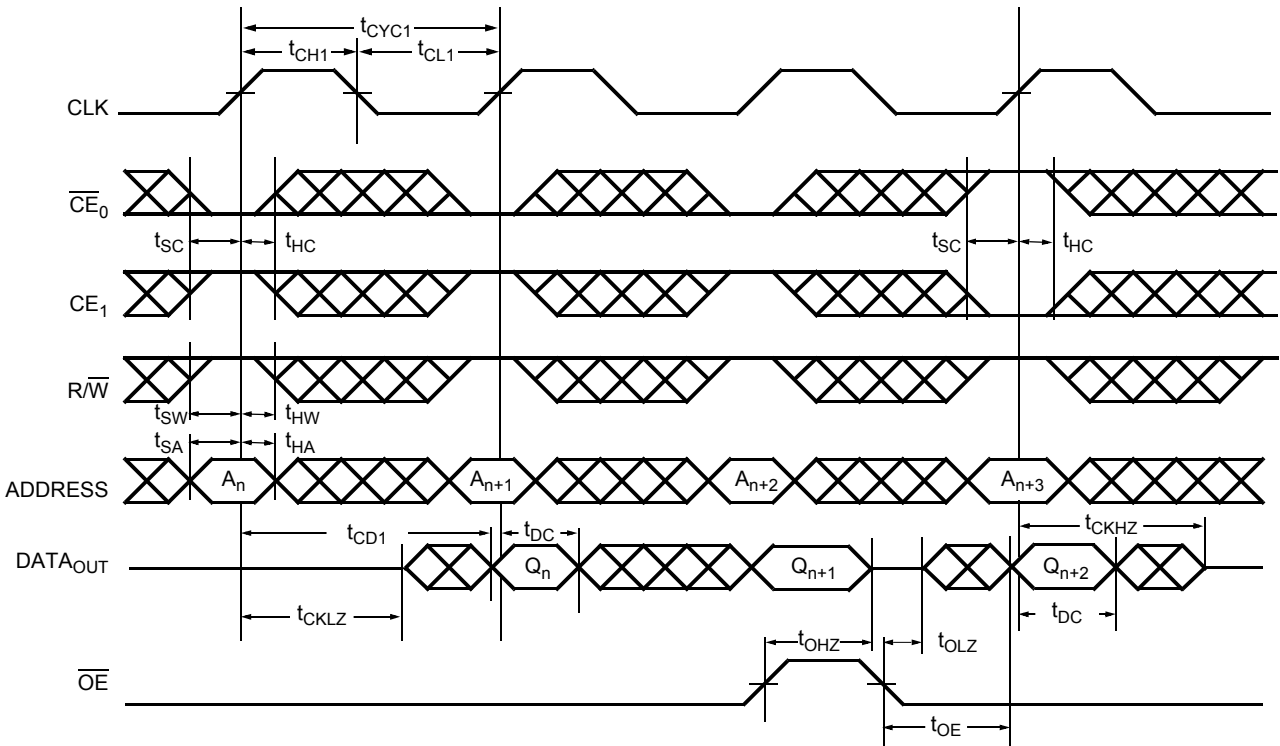 tCYC1
tCH1 tCL1
CLK
CE0
tSC tHC tSC tHC
CE1
R/W
tSW tHW
tSA tHA
ADDRESS An An+1 An+2 An+3
tCD1 tDC tCKHZ
DATAOUT Qn Qn+1 Qn+2
tCKLZ tDC
tOHZ tOLZ
OE
tOE